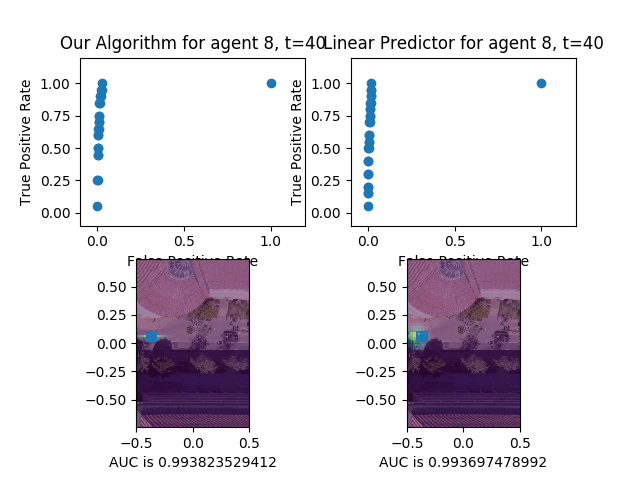 Our Algorithm for agent 8, t=40
Linear Predictor for agent 8, t=40
True Positive Rate
1.00
0.75
0.50
0.25
0.00
0.0 0.5 1.0
False Positive Rate
True Positive Rate
1.00
0.75
0.50
0.25
0.00
0.0 0.5 1.0
False Positive Rate
0.50
0.25
0.00
−0.25
−0.50
−0.5 0.0 0.5
AUC is 0.993823529412
0.50
0.25
0.00
−0.25
−0.50
−0.5 0.0 0.5
AUC is 0.993697478992